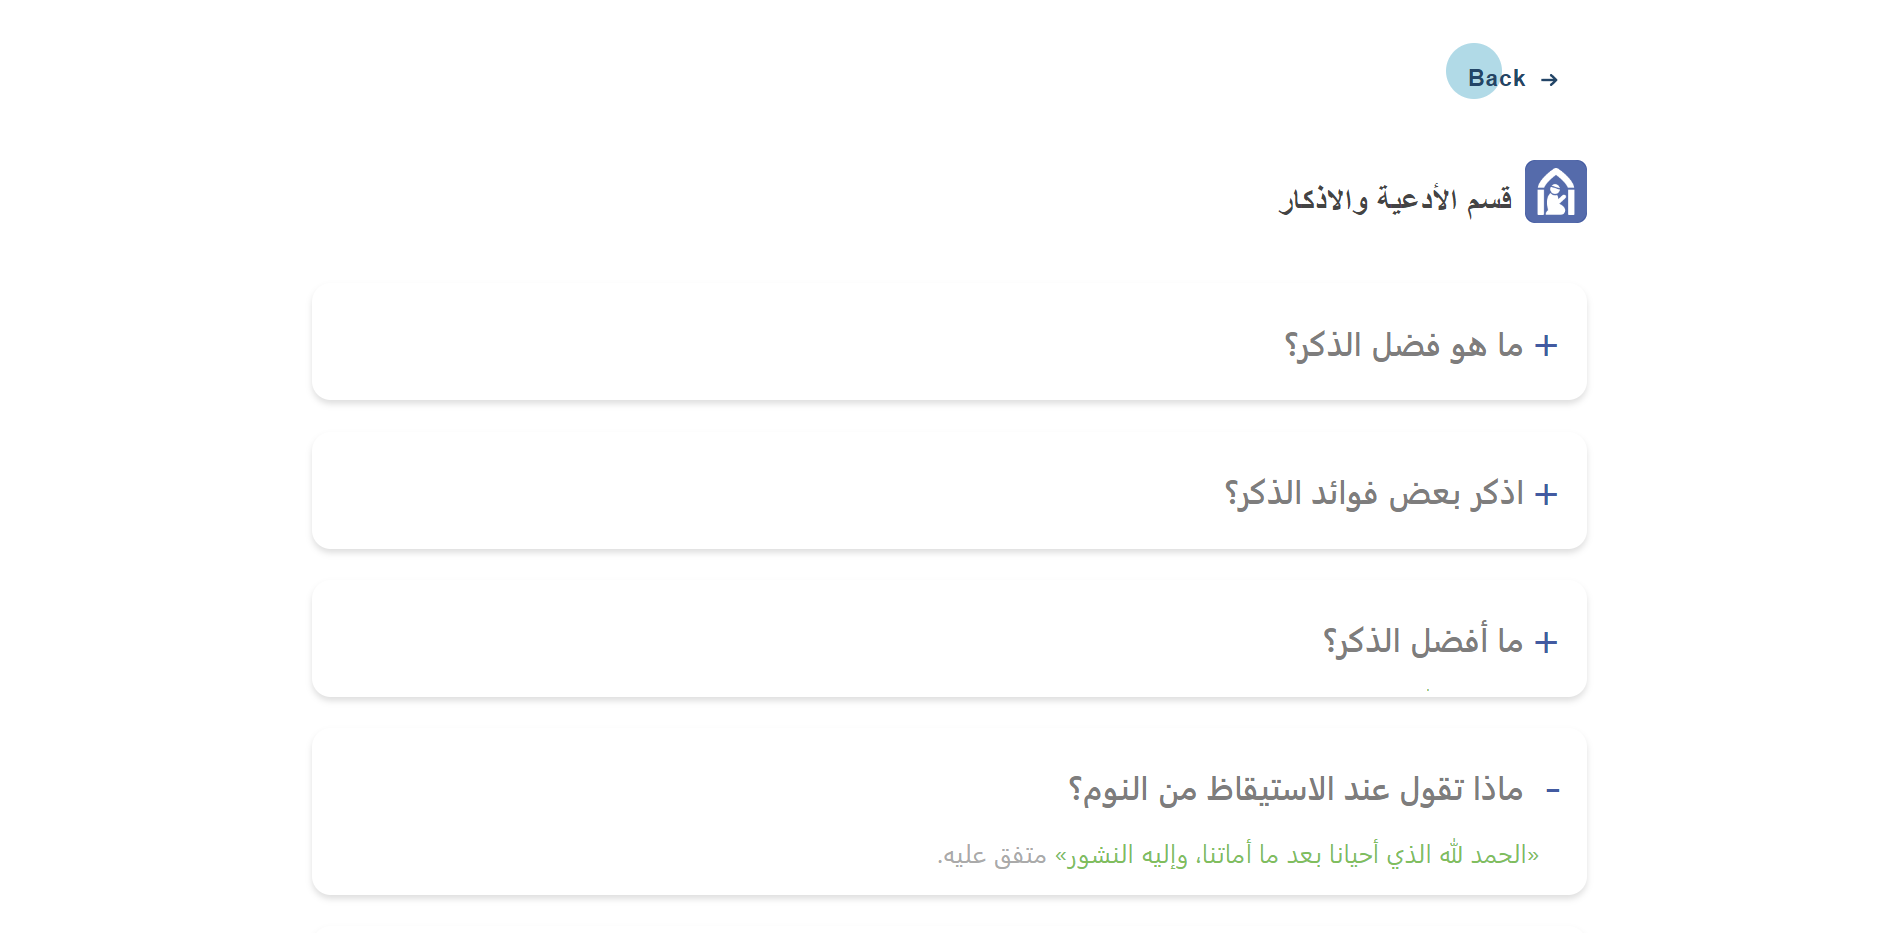 Back →
قسم الأدعية والاذكار
+ ما هو فضل الذكر؟
+ اذكر بعض فوائد الذكر؟
+ ما أفضل الذكر؟
- ماذا تقول عند الاستيقاظ من النوم؟
«الحمد لله الذي أحيانا بعد ما أماتنا، وإليه النشور» متفق عليه.